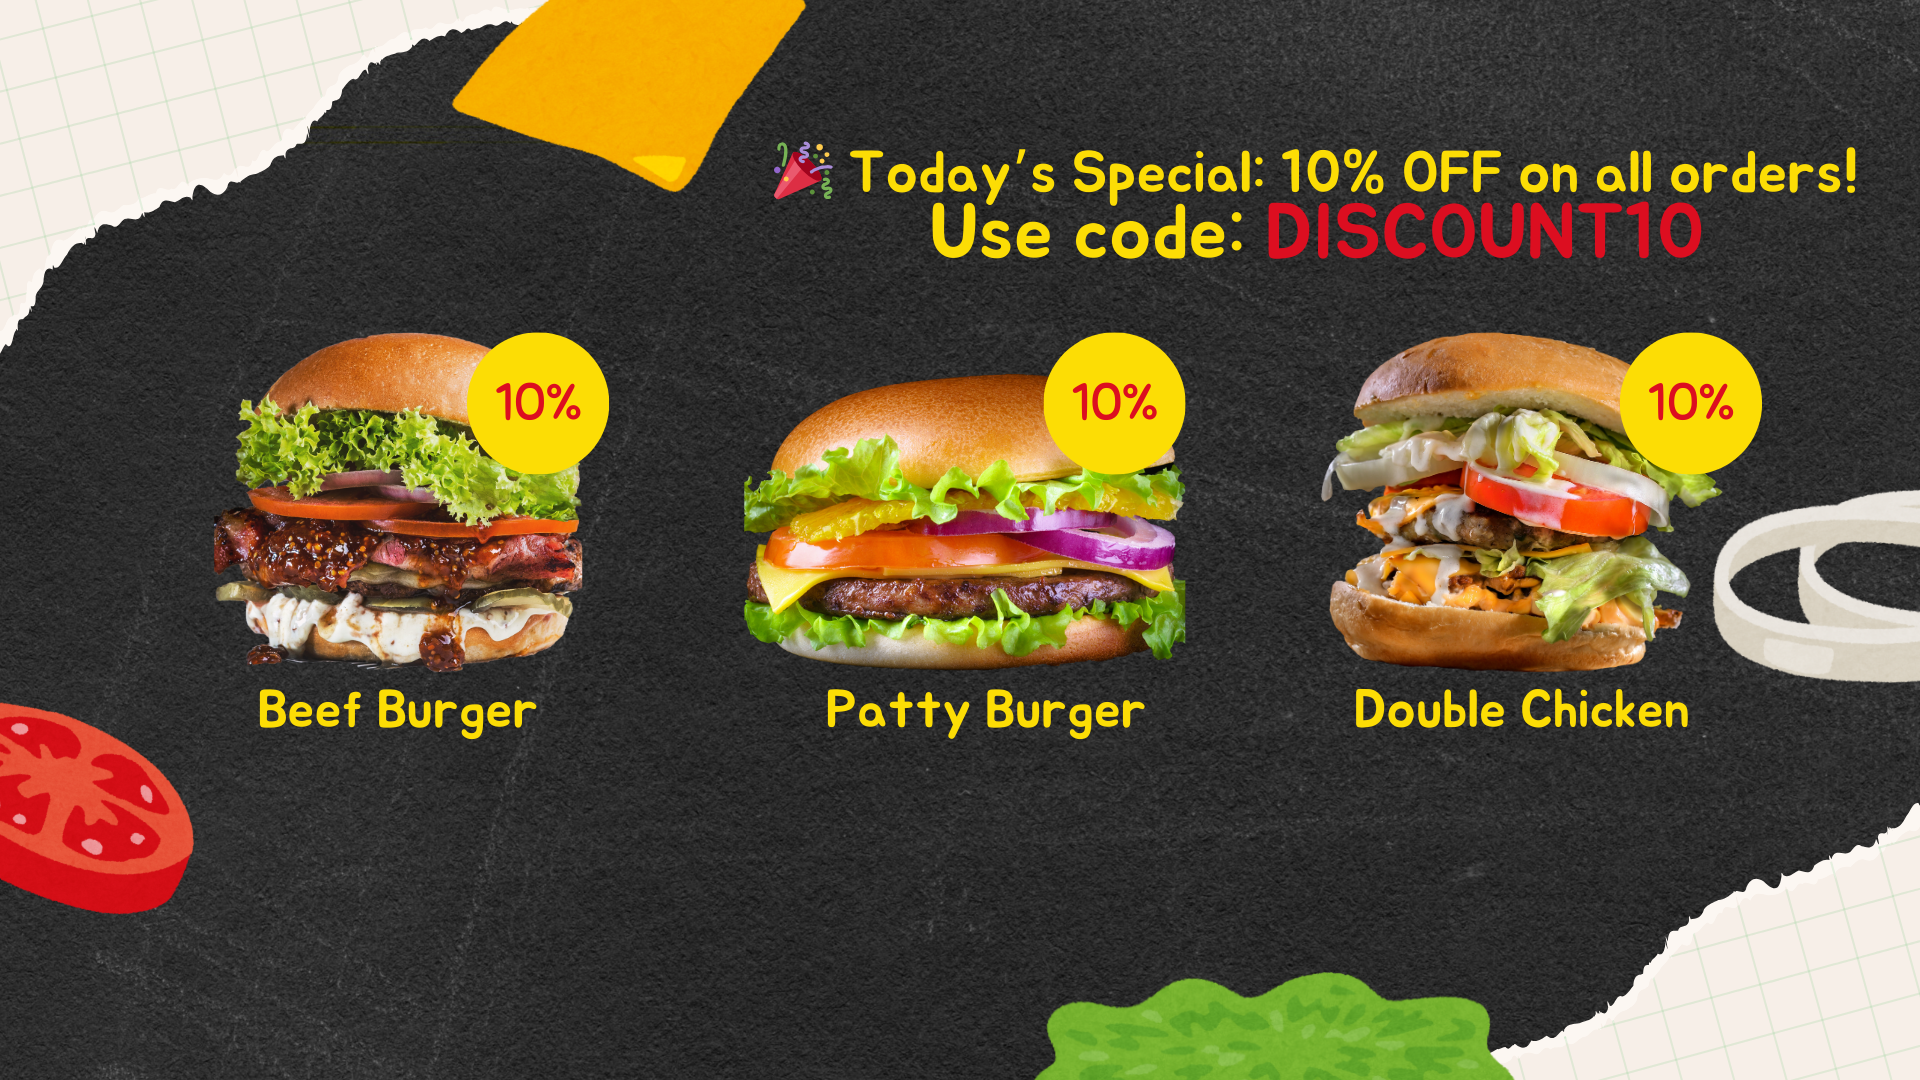 🎉 Today's Special: 10% OFF on all orders!
Use code: DISCOUNT10
10%
10%
10%
Beef Burger
Patty Burger
Double Chicken